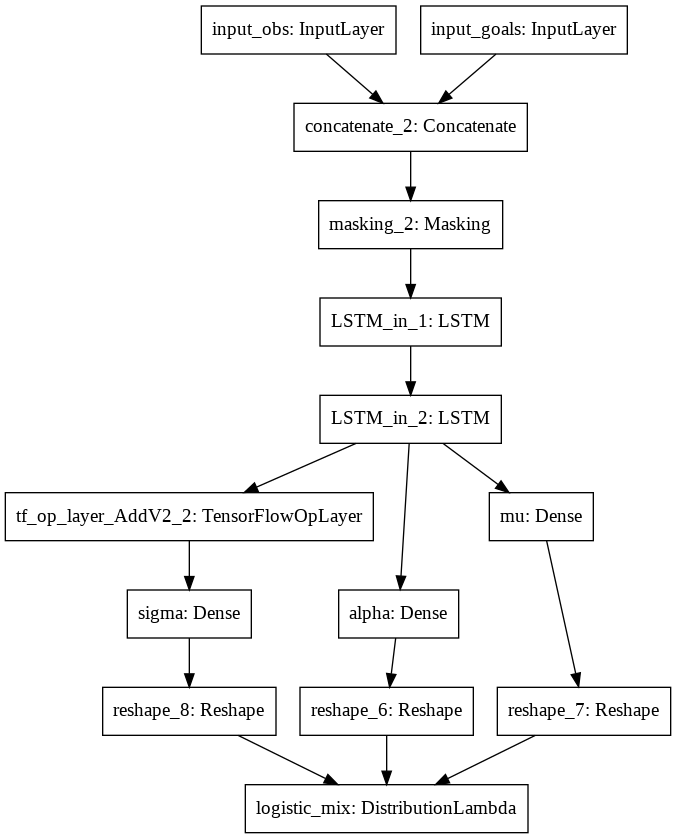 input_obs: InputLayer
input_goals: InputLayer
concatenate_2: Concatenate
masking_2: Masking
LSTM_in_1: LSTM
LSTM_in_2: LSTM
tf_op_layer_AddV2_2: TensorFlowOpLayer
mu: Dense
sigma: Dense
alpha: Dense
reshape_8: Reshape
reshape_6: Reshape
reshape_7: Reshape
logistic_mix: DistributionLambda